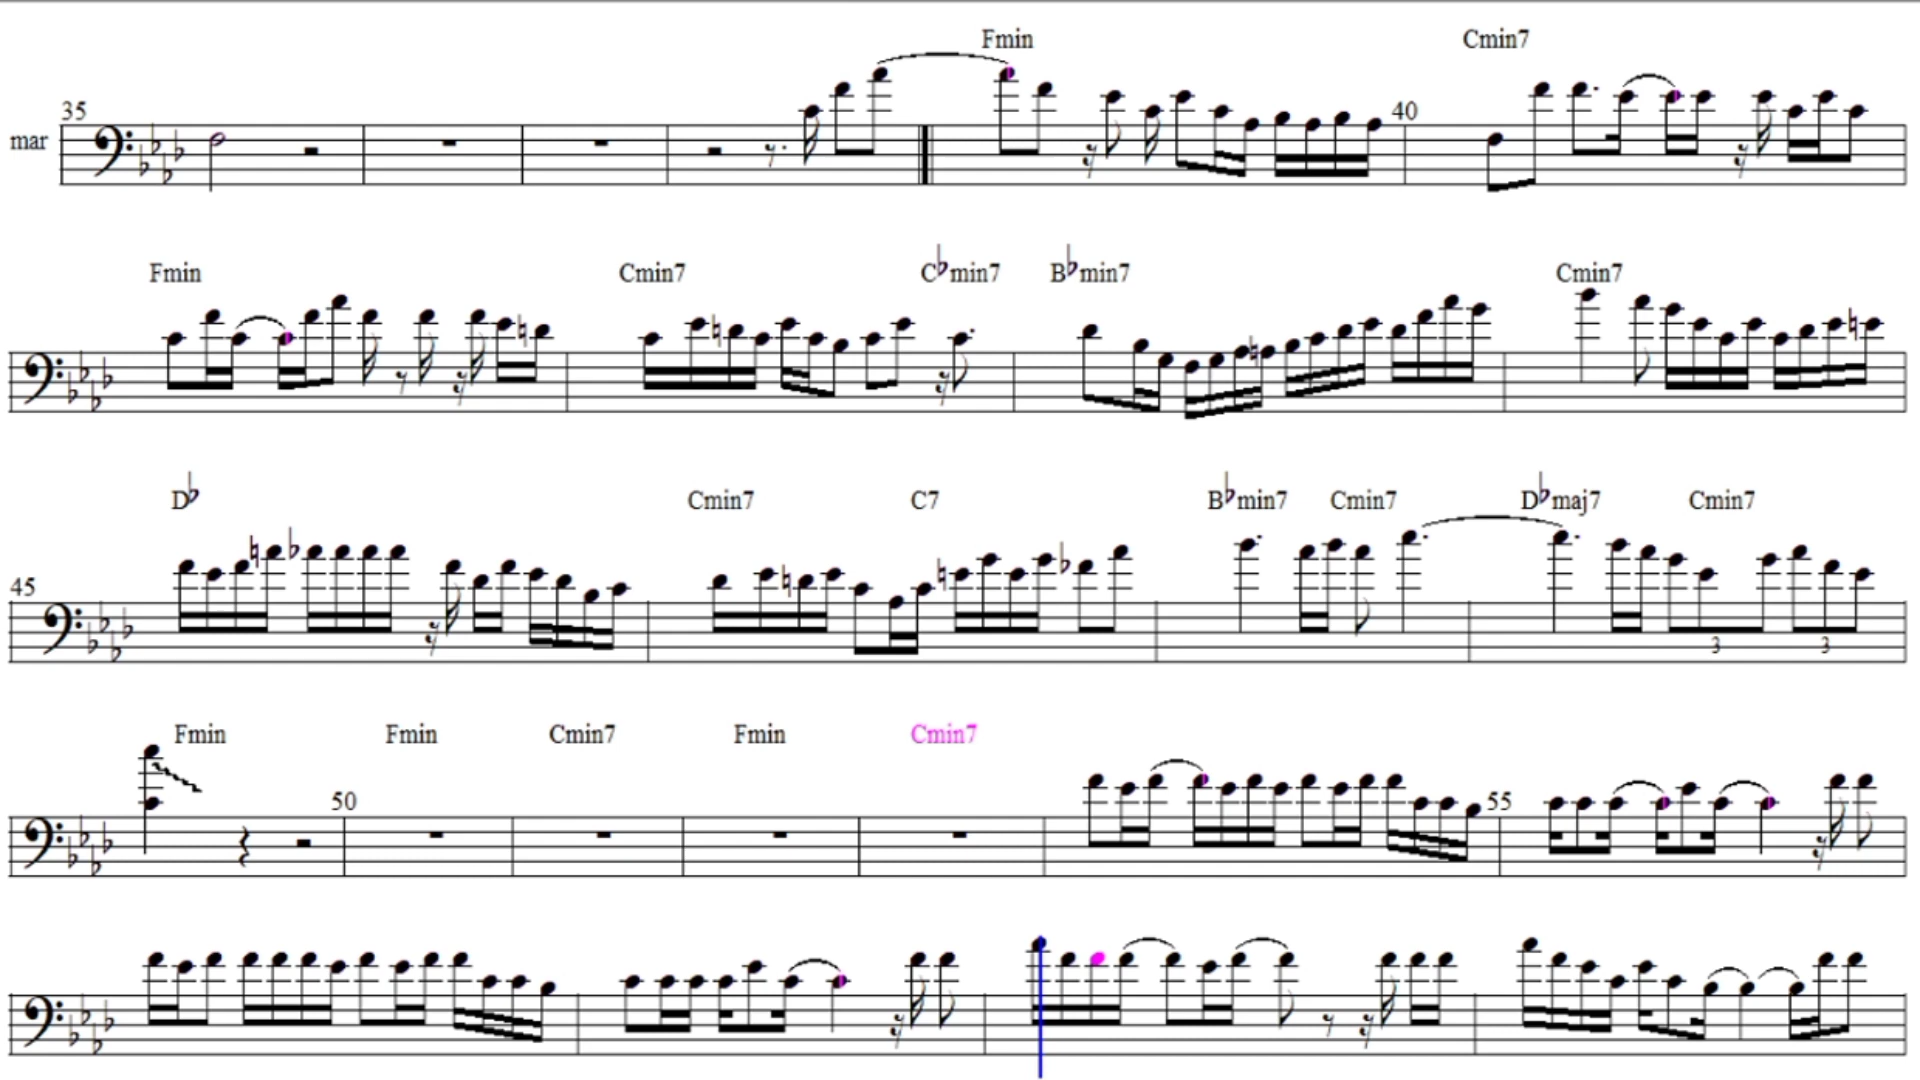 Fmin Cmin7
mar 35 40
Fmin Cmin7 C♭min7 B♭min7 Cmin7
D♭ Cmin7 C7 B♭min7 Cmin7 D♭maj7 Cmin7
45
3 3
Fmin Fmin Cmin7 Fmin Cmin7
50 55